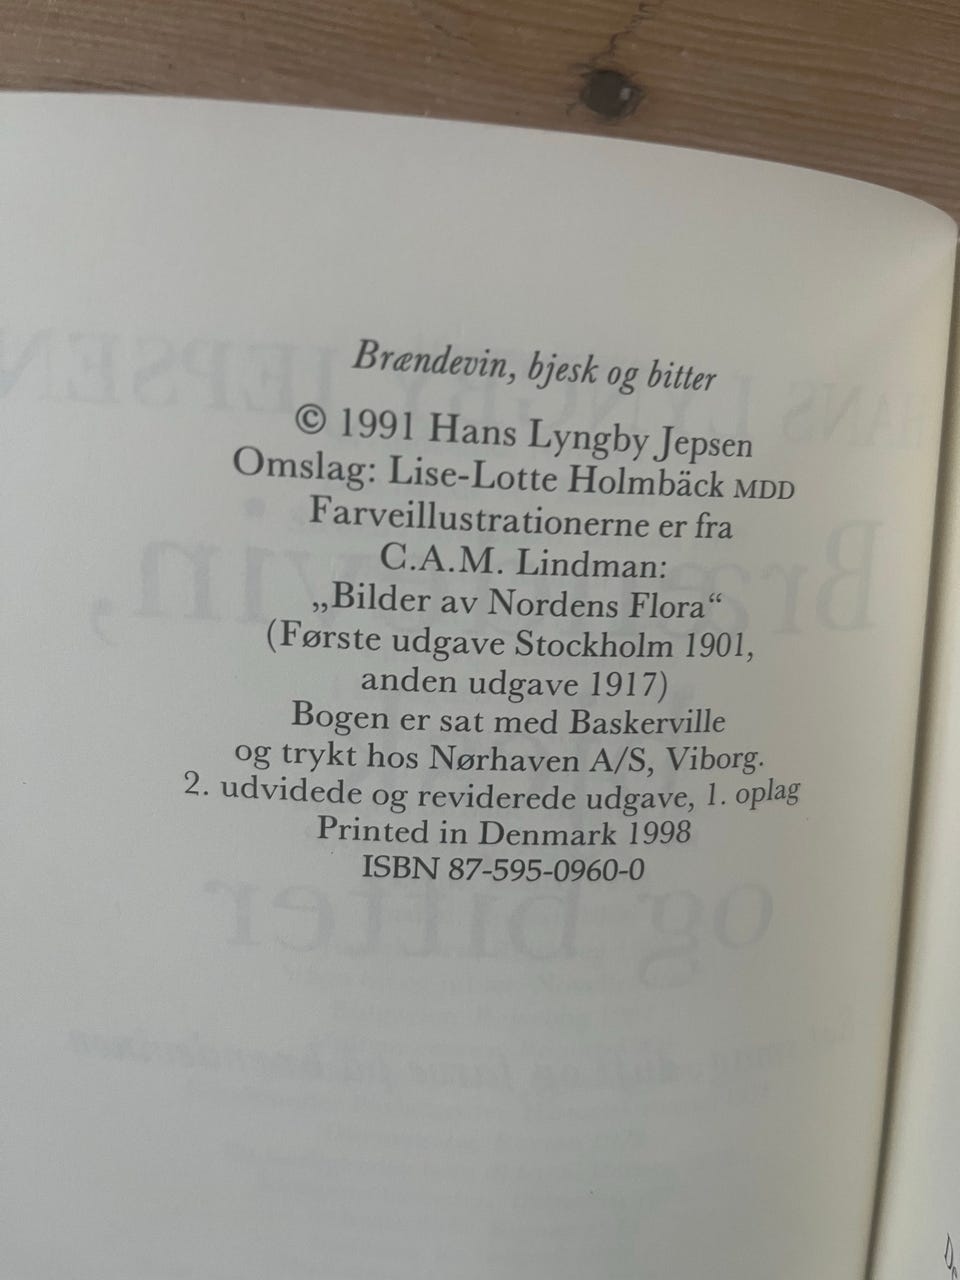 Brændevin, bjesk og bitter
© 1991 Hans Lyngby Jepsen
Omslag: Lise-Lotte Holmbäck MDD
Farveillustrationerne er fra
C.A.M. Lindman:
„Bilder av Nordens Flora“
(Første udgave Stockholm 1901,
anden udgave 1917)
Bogen er sat med Baskerville
og trykt hos Nørhaven A/S, Viborg.
2. udvidede og reviderede udgave, 1. oplag
Printed in Denmark 1998
ISBN 87-595-0960-0